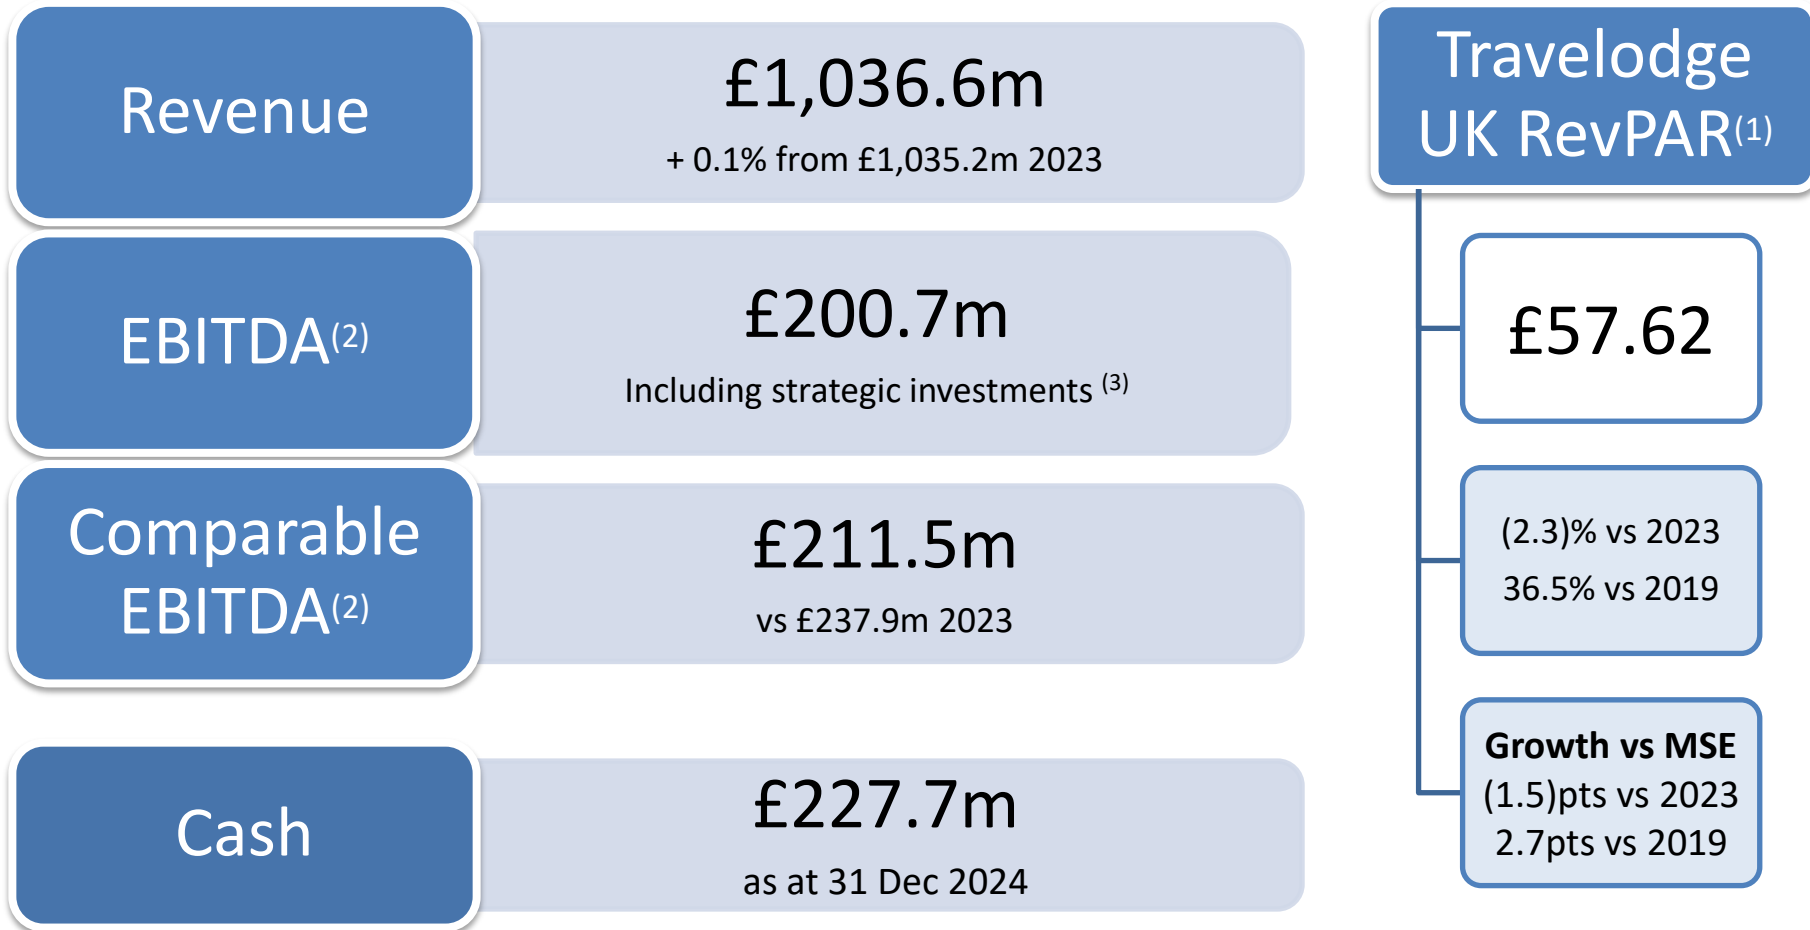 Revenue
£1,036.6m
+ 0.1% from £1,035.2m 2023
EBITDA(2)
£200.7m
Including strategic investments (3)
Comparable
EBITDA(2)
£211.5m
vs £237.9m 2023
Cash
£227.7m
as at 31 Dec 2024
Travelodge
UK RevPAR(1)
£57.62
(2.3)% vs 2023
36.5% vs 2019
Growth vs MSE
(1.5)pts vs 2023
2.7pts vs 2019